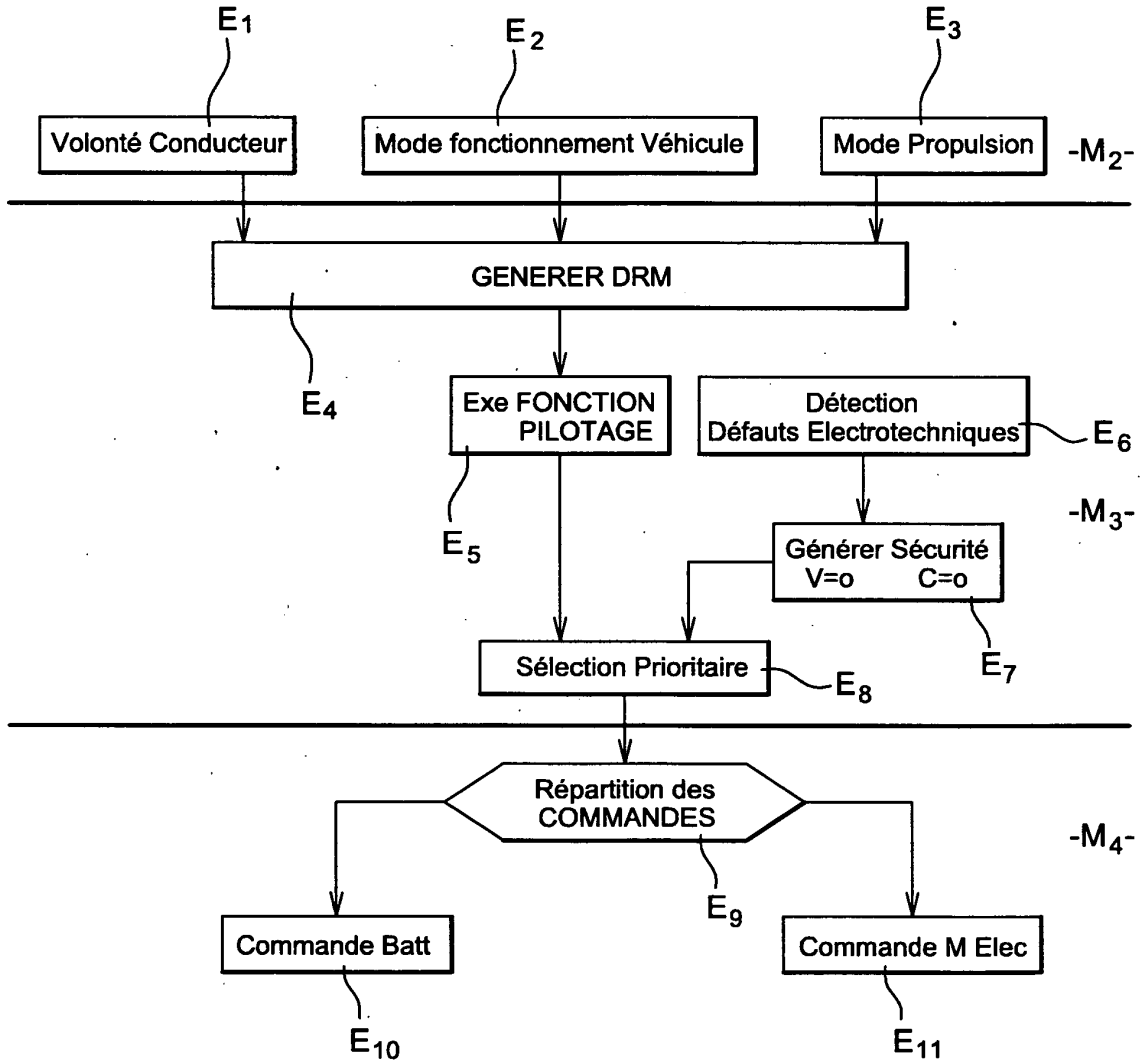 E1
E2
E3
Volonté Conducteur
Mode fonctionnement Véhicule
Mode Propulsion
-M2-
GENERER DRM
E4
Exe FONCTION
PILOTAGE
Détection
Défauts Electrotechniques
E6
E5
-M3-
Générer Sécurité
V=o C=o
E7
Sélection Prioritaire
E8
Répartition des
COMMANDES
-M4-
E9
Commande Batt
Commande M Elec
E10
E11